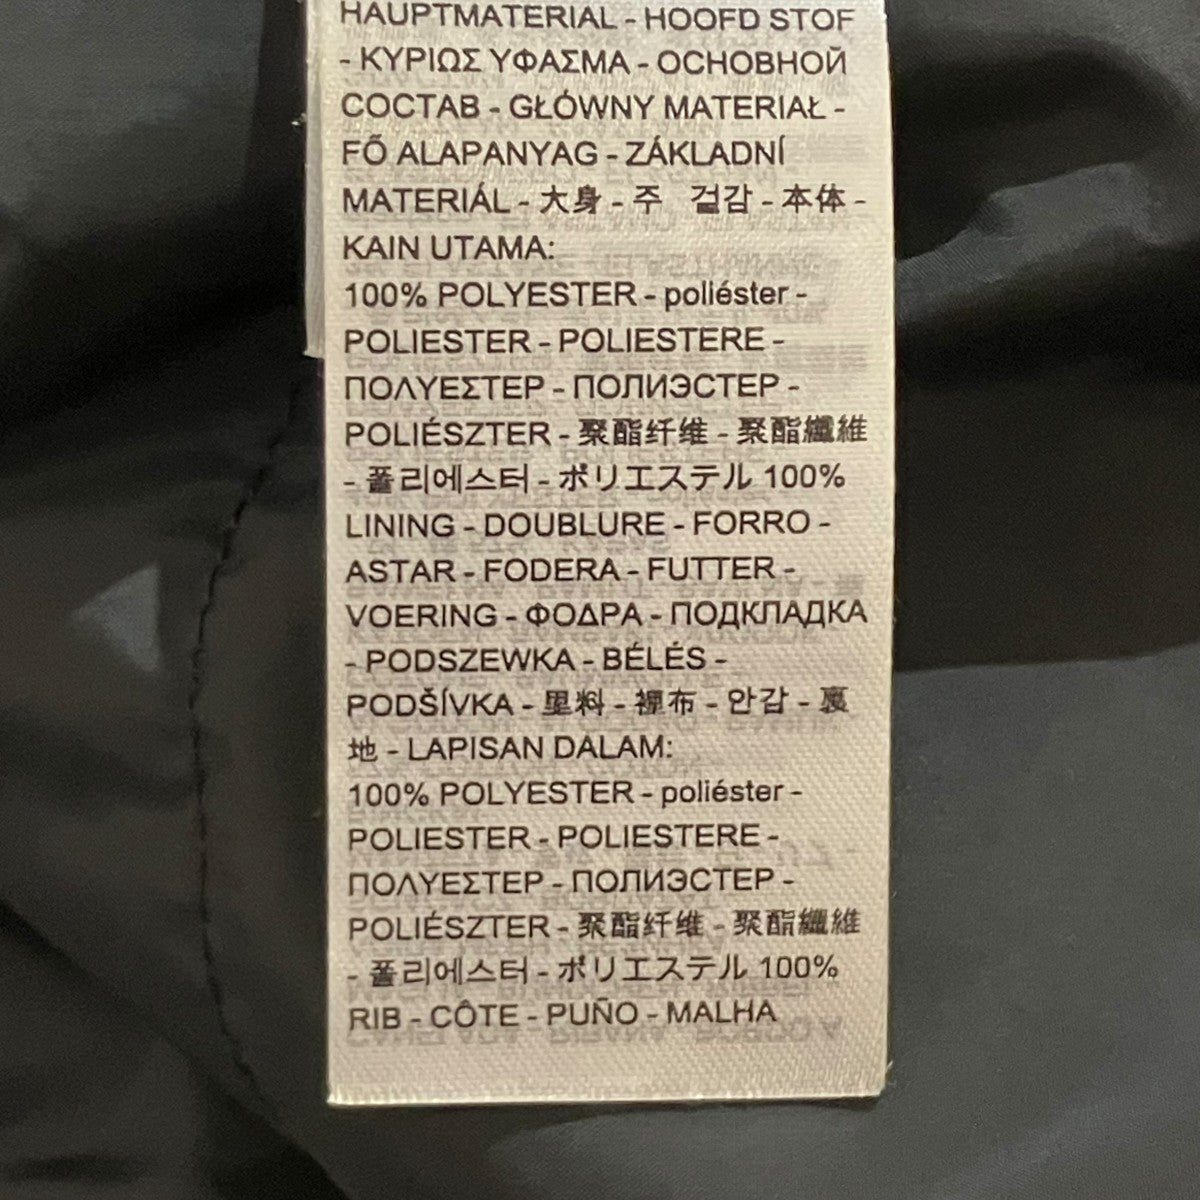 HAUPTMATERIAL - HOOFD STOF
- ΚΥΡΙΩΣ ΥΦΑΣΜΑ - ОСНОВНОЙ
СОСТАВ - GŁÓWNY MATERIAŁ -
FŐ ALAPANYAG - ZÁKLADNÍ
MATERIÁL - 大身 - 주 겉감 - 本体 -
KAIN UTAMA:
100% POLYESTER - poliéster -
POLIESTER - POLIESTERE -
ΠΟΛΥΕΣΤΕΡ - ПОЛИЭСТЕР -
POLIÉSZTER - 聚酯纤维 - 聚酯纖維
- 폴리에스터 - ポリエステル 100%
LINING - DOUBLURE - FORRO -
ASTAR - FODERA - FUTTER -
VOERING - ΦΟΔΡΑ - ПОДКЛАДКА
- PODSZEWKA - BÉLÉS -
PODŠÍVKA - 里料 - 裡布 - 안감 - 裏
地 - LAPISAN DALAM:
100% POLYESTER - poliéster -
POLIESTER - POLIESTERE -
ΠΟΛΥΕΣΤΕΡ - ПОЛИЭСТЕР -
POLIÉSZTER - 聚酯纤维 - 聚酯纖維
- 폴리에스터 - ポリエステル 100%
RIB - CÔTE - PUÑO - MALHA